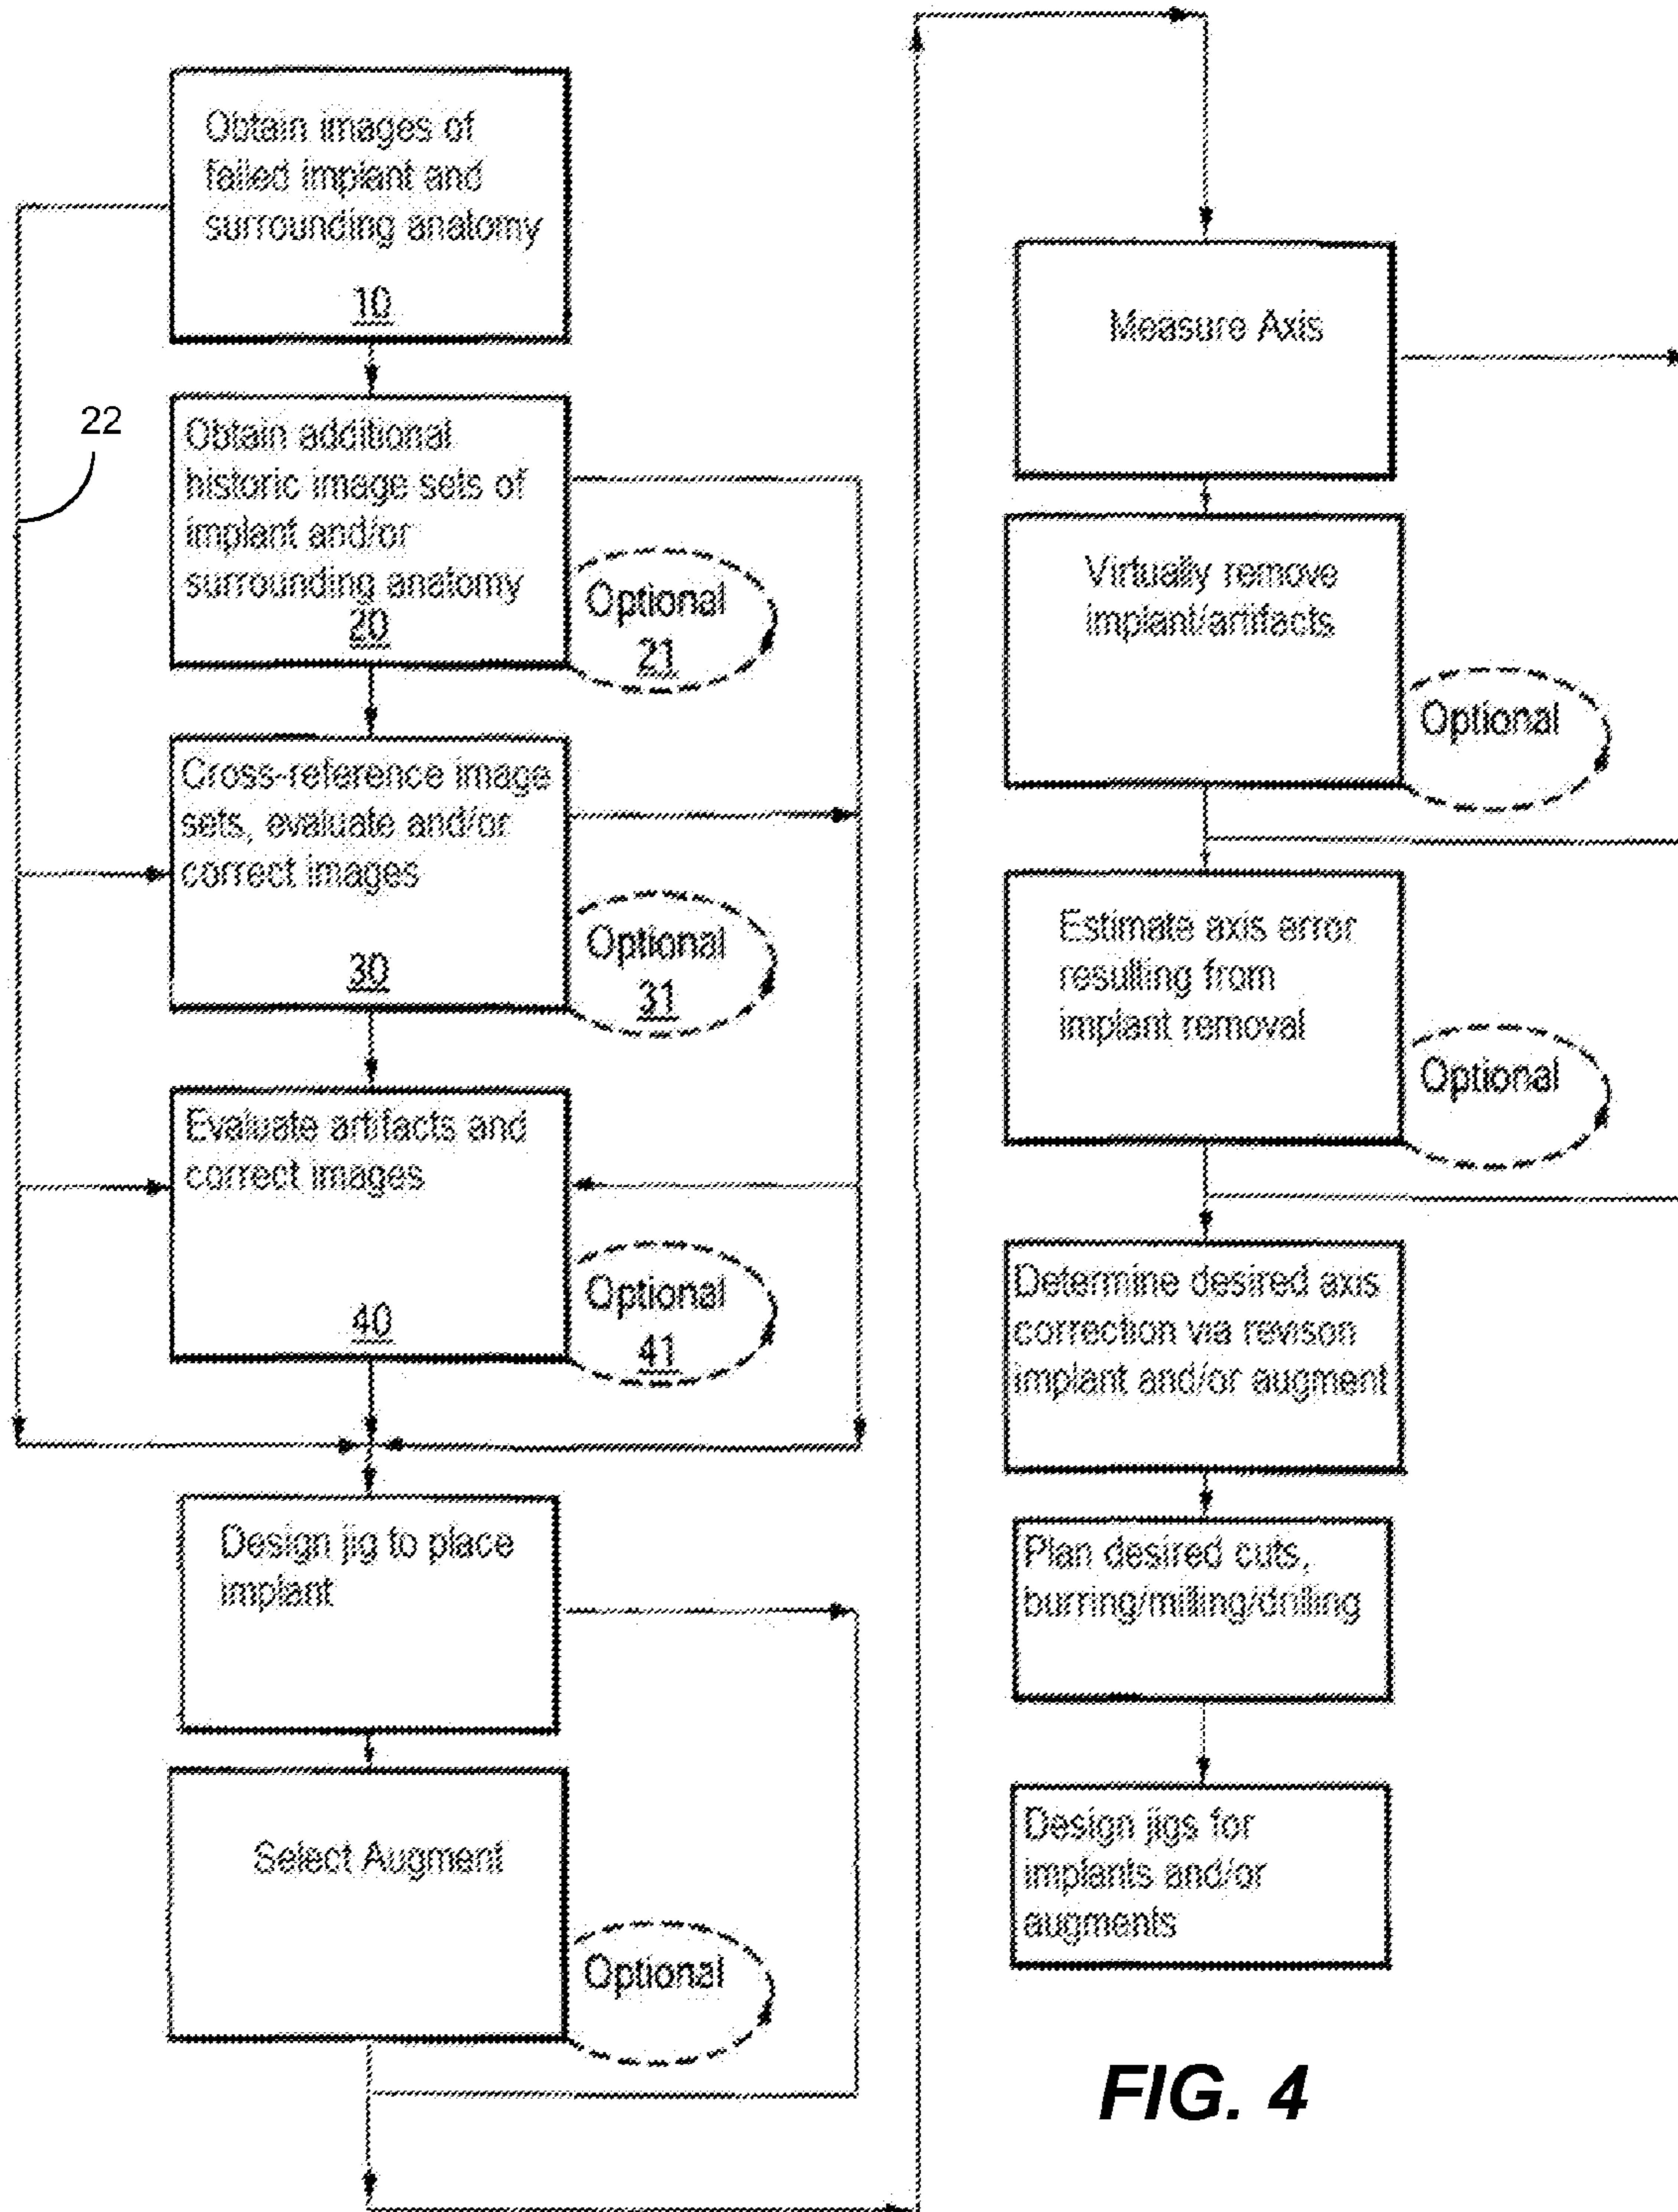 Obtain images of
failed implant and
surrounding anatomy
10
22
Obtain additional
historic image sets of
implant and/or
surrounding anatomy
20
Optional
21
Cross-reference image
sets, evaluate and/or
correct images
30
Optional
31
Evaluate artifacts and
correct images
40
Optional
41
Design jig to place
implant
Select Augment
Optional
Measure Axis
Virtually remove
implant/artifacts
Optional
Estimate axis error
resulting from
implant removal
Optional
Determine desired axis
correction via revison
implant and/or augment
Plan desired cuts,
burring/milling/drilling
Design jigs for
implants and/or
augments
FIG. 4